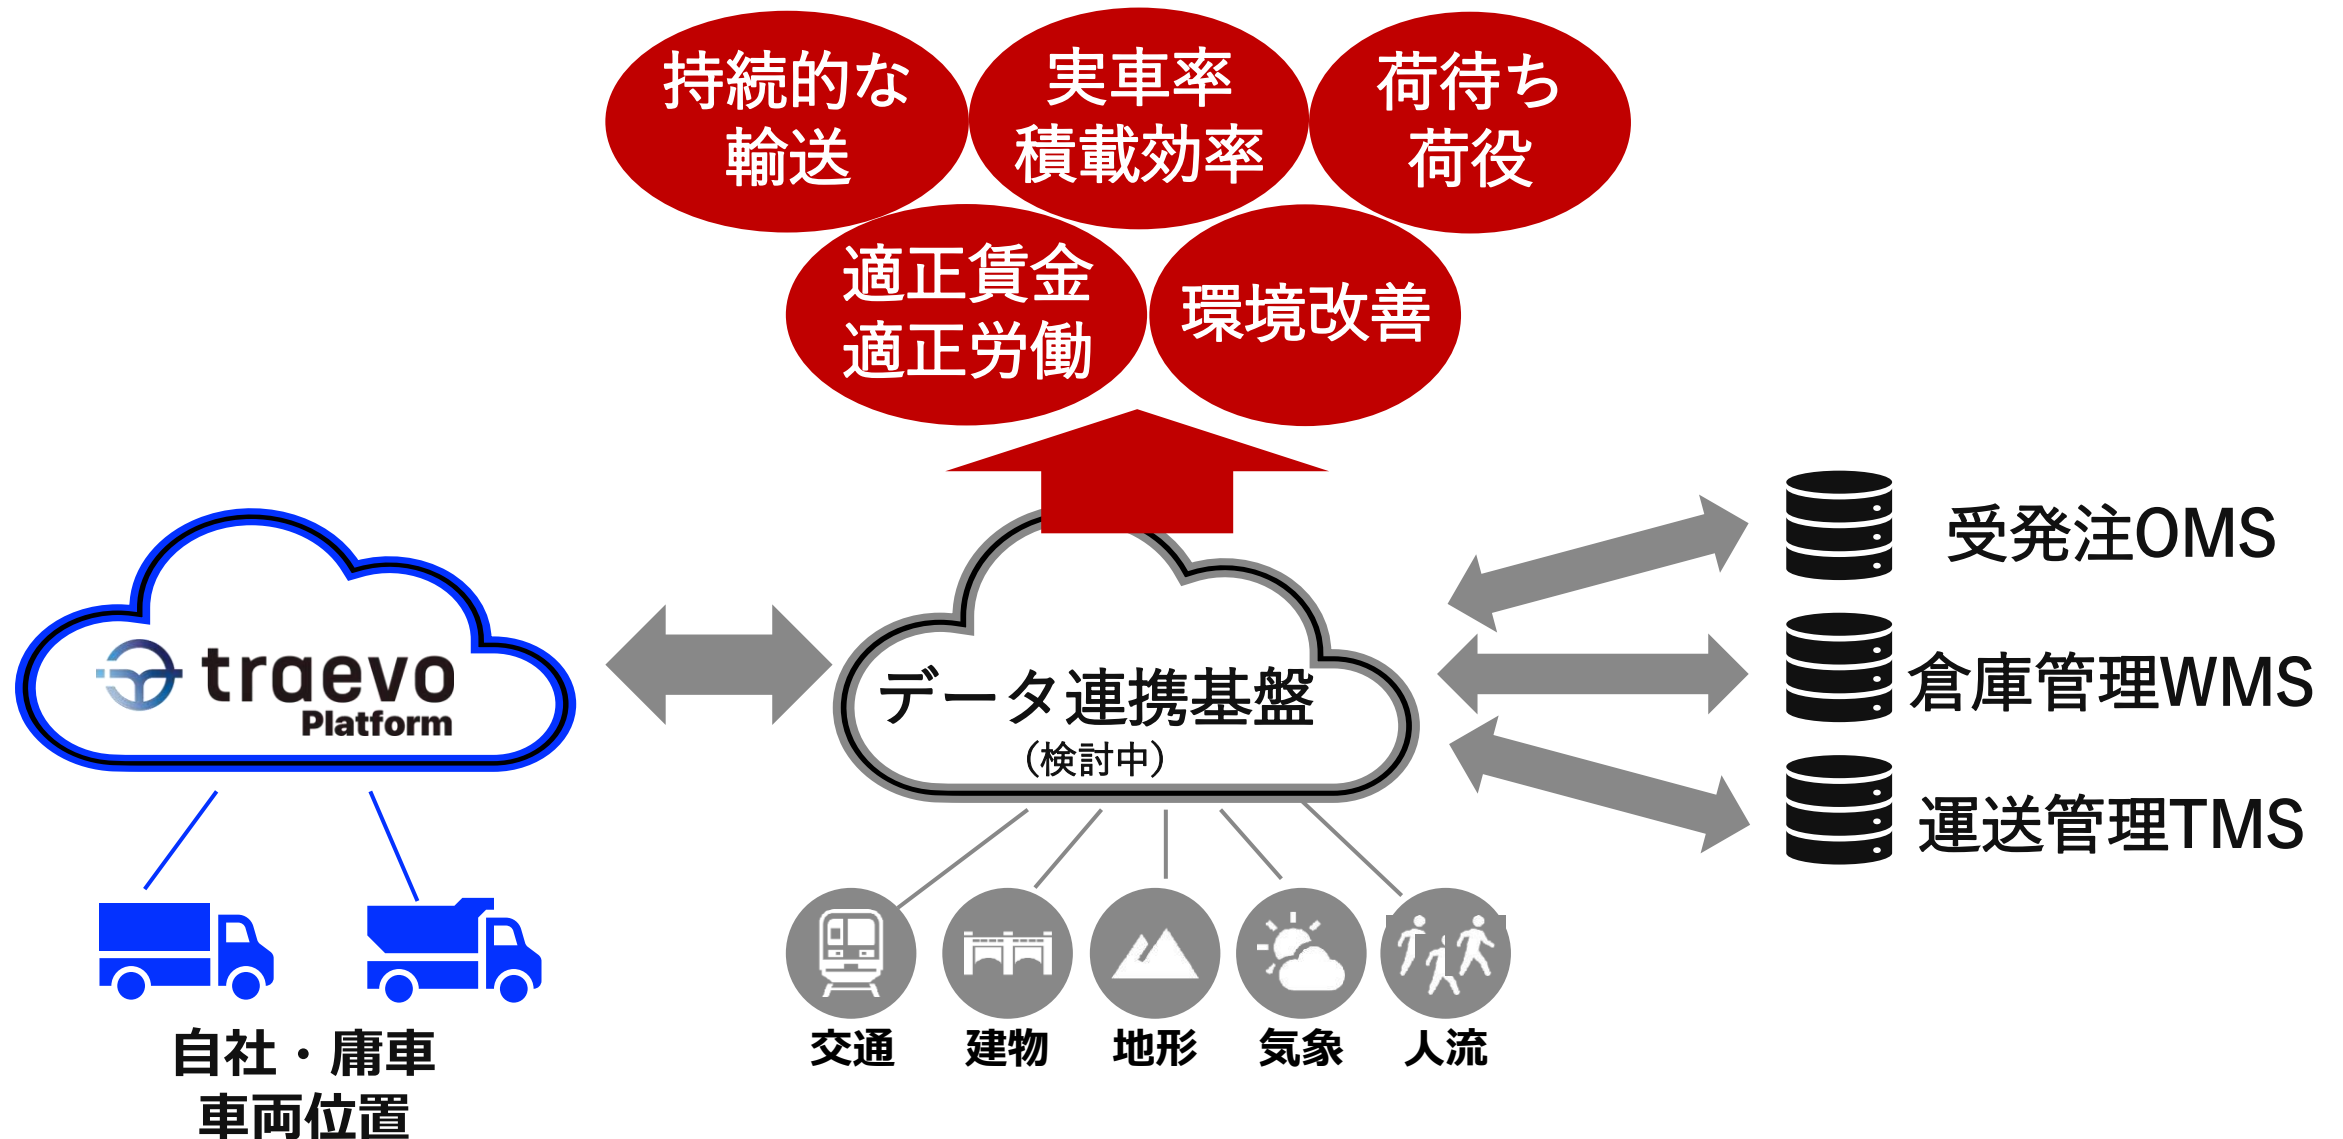 持続的な
輸送
実車率
積載効率
荷待ち
荷役
適正賃金
適正労働
環境改善
traevo
Platform
データ連携基盤
（検討中）
受発注OMS
倉庫管理WMS
運送管理TMS
自社・庸車
車両位置
交通
建物
地形
気象
人流